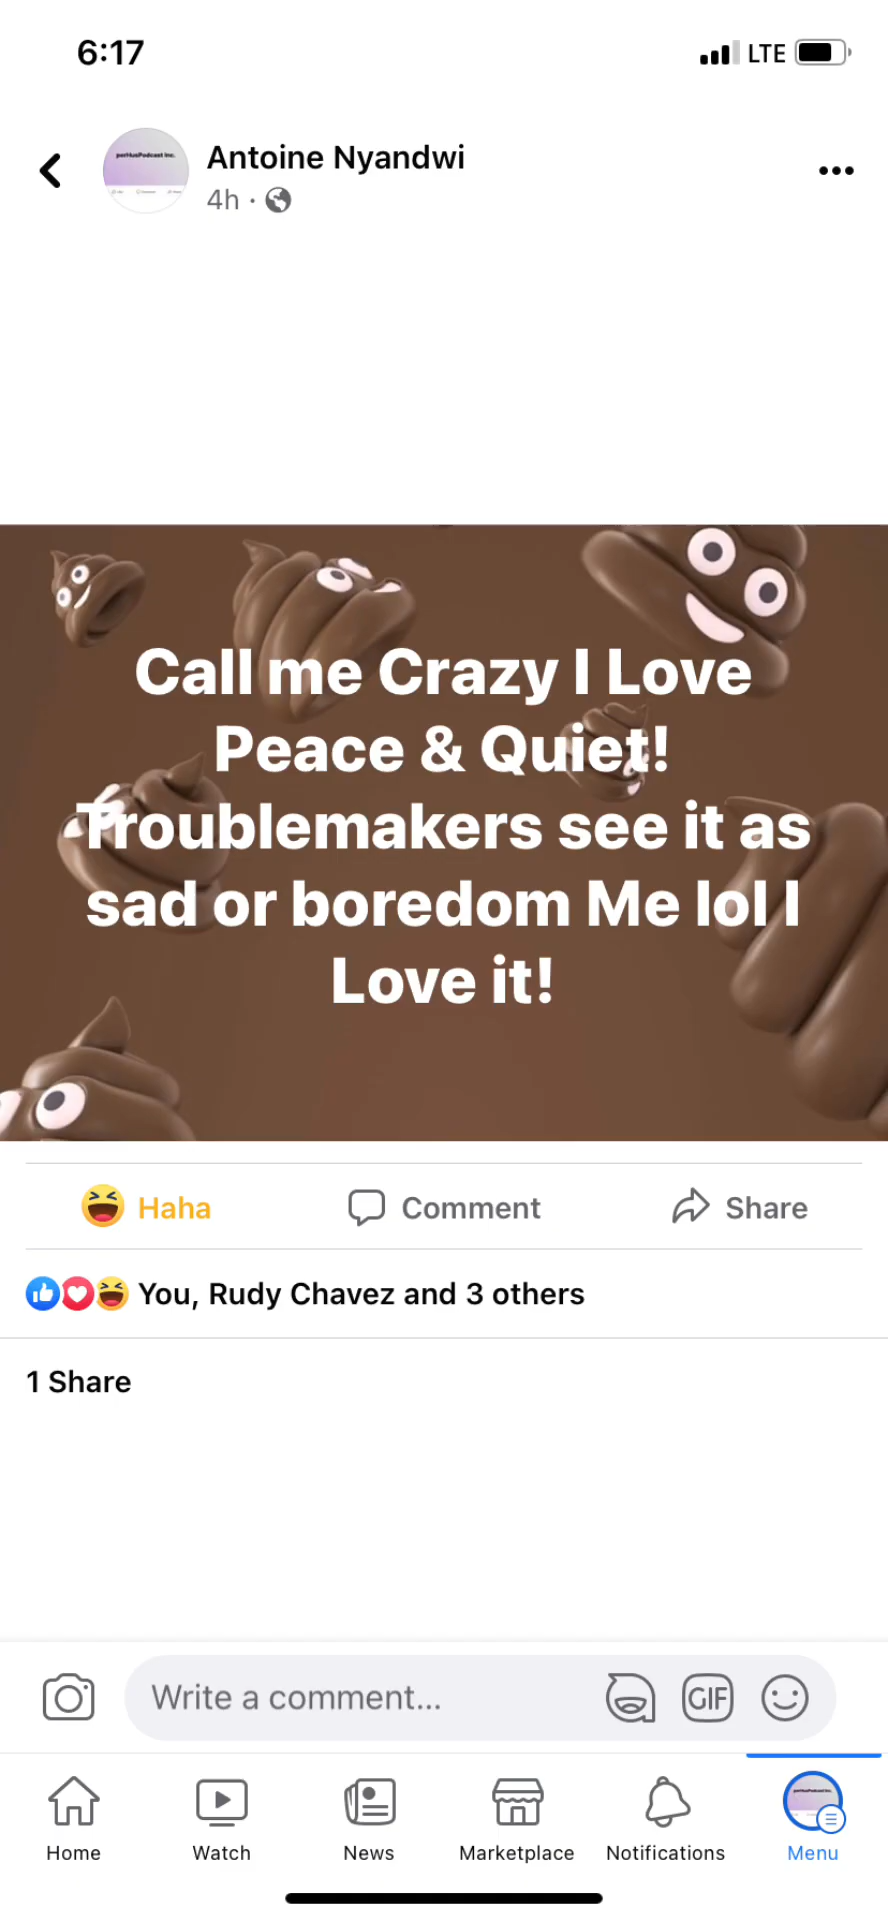 6:17
LTE
perHusPodcast Inc.
Antoine Nyandwi
4h ·
Call me Crazy I Love
Peace & Quiet!
Troublemakers see it as
sad or boredom Me lol I
Love it!
Haha
Comment
Share
You, Rudy Chavez and 3 others
1 Share
Write a comment...
GIF
Home
Watch
News
Marketplace
Notifications
Menu